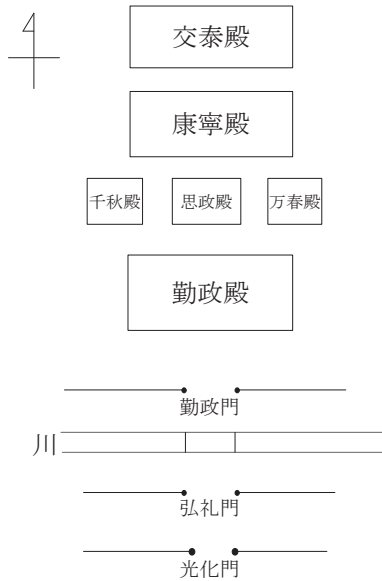 交泰殿
康寧殿
千秋殿 思政殿 万春殿
勤政殿
勤政門
川
弘礼門
光化門